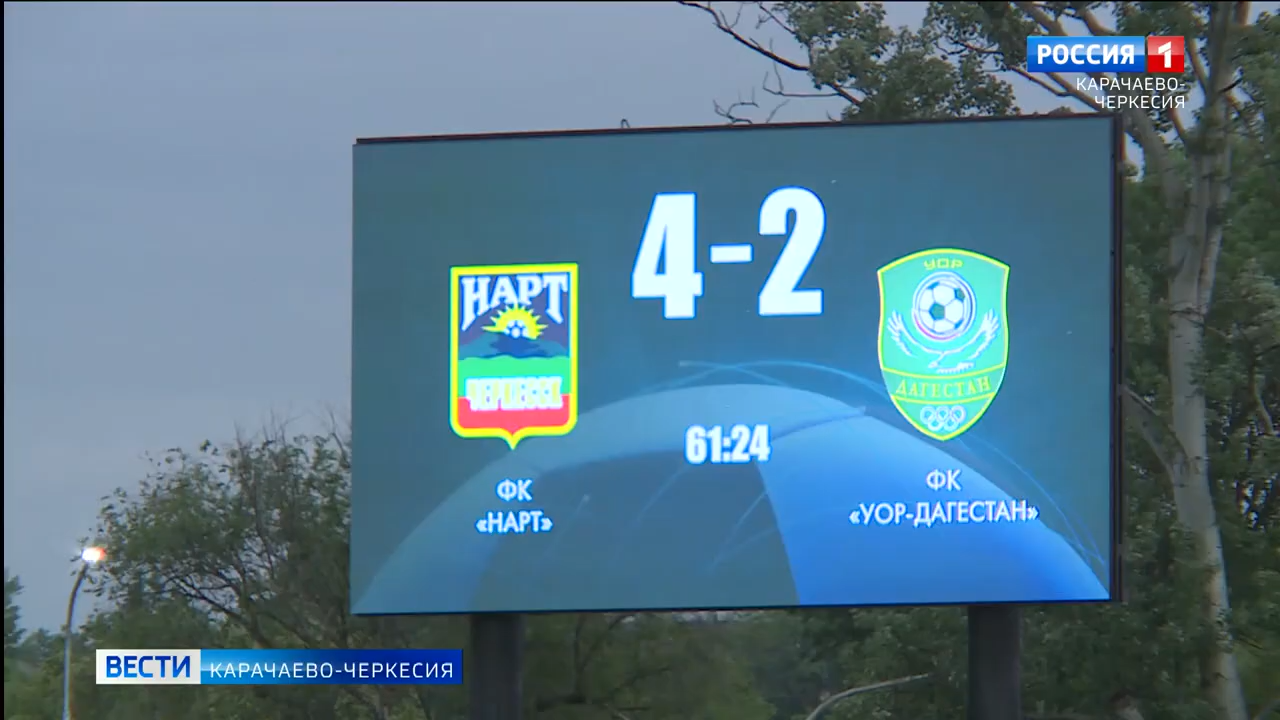 РОССИЯ 1
КАРАЧАЕВО-
ЧЕРКЕСИЯ
4-2
НАРТ
ЧЕРКЕССК
УОР
ДАГЕСТАН
61:24
ФК
«НАРТ»
ФК
«УОР-ДАГЕСТАН»
ВЕСТИ КАРАЧАЕВО-ЧЕРКЕСИЯ